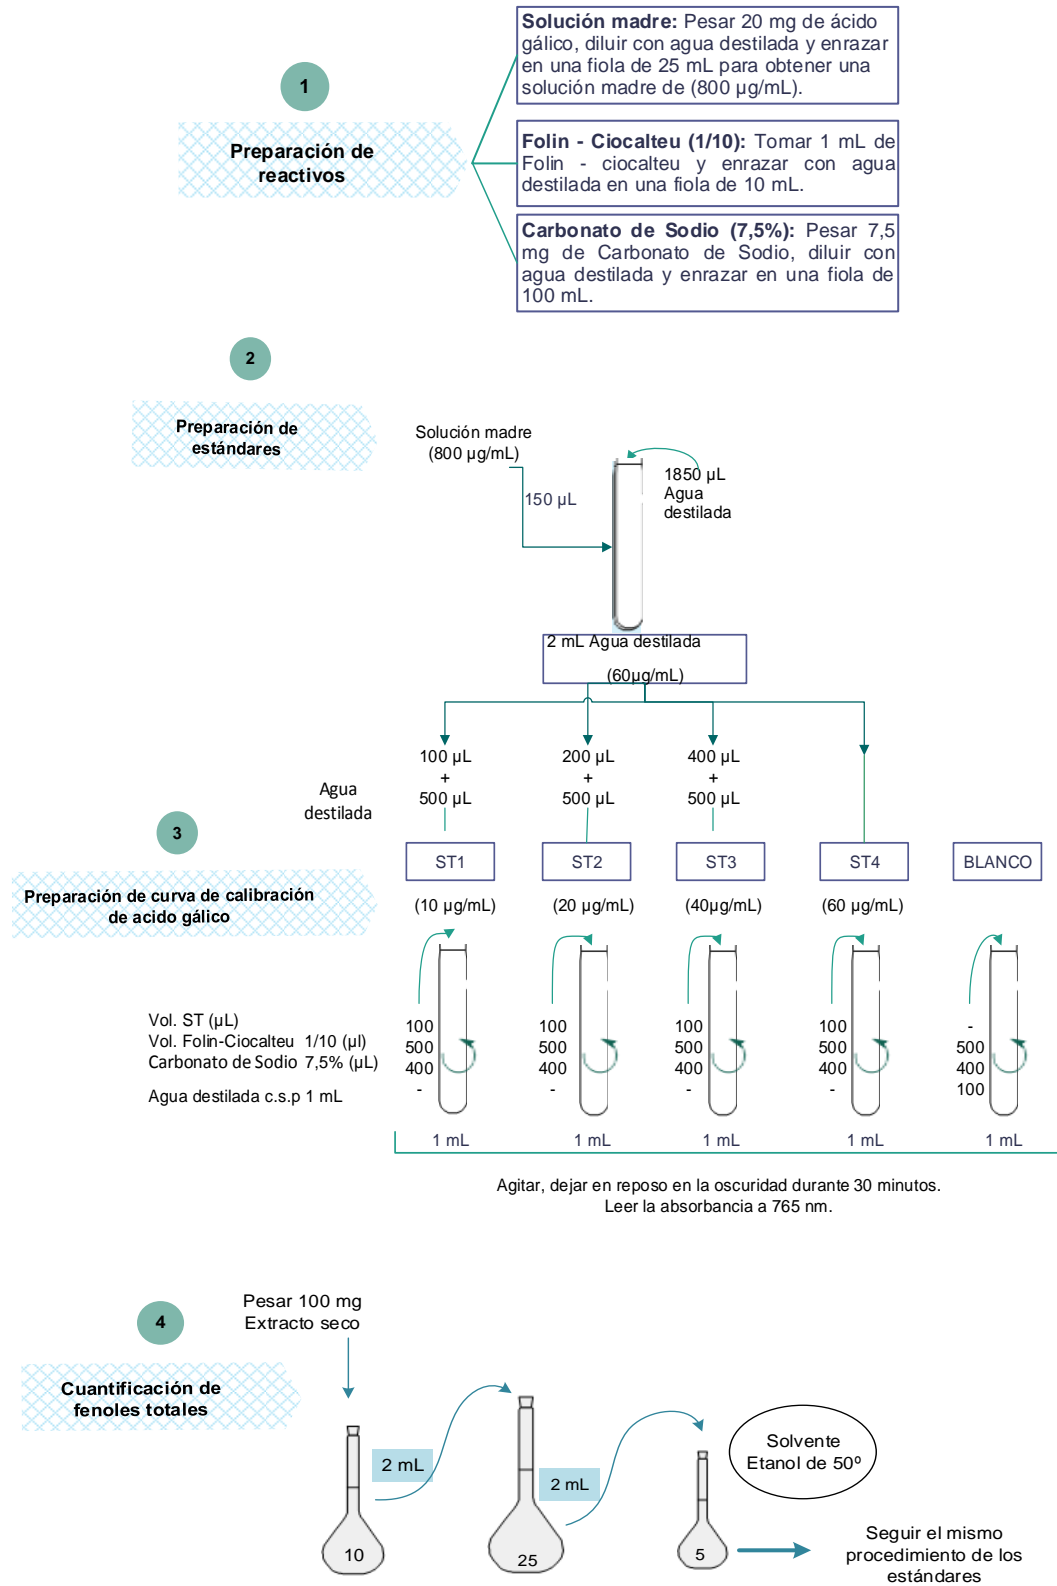 1
Preparación de
reactivos
Solución madre: Pesar 20 mg de ácido
gálico, diluir con agua destilada y enrazar
en una fiola de 25 mL para obtener una
solución madre de (800 µg/mL).
Folin - Ciocalteu (1/10): Tomar 1 mL de
Folin - ciocalteu y enrazar con agua
destilada en una fiola de 10 mL.
Carbonato de Sodio (7,5%): Pesar 7,5
mg de Carbonato de Sodio, diluir con
agua destilada y enrazar en una fiola de
100 mL.
2
Preparación de
estándares
Solución madre
(800 µg/mL)
150 µL
1850 µL
Agua
destilada
2 mL Agua destilada
(60µg/mL)
100 µL
+
500 µL
200 µL
+
500 µL
400 µL
+
500 µL
Agua
destilada
3
Preparación de curva de calibración
de acido gálico
ST1
ST2
ST3
ST4
BLANCO
(10 µg/mL)
(20 µg/mL)
(40µg/mL)
(60 µg/mL)
Vol. ST (µL)
Vol. Folin-Ciocalteu 1/10 (µl)
Carbonato de Sodio 7,5% (µL)
Agua destilada c.s.p 1 mL
100
500
400
-
100
500
400
-
100
500
400
-
100
500
400
-
-
500
400
100
1 mL
1 mL
1 mL
1 mL
1 mL
Agitar, dejar en reposo en la oscuridad durante 30 minutos.
Leer la absorbancia a 765 nm.
4
Cuantificación de
fenoles totales
Pesar 100 mg
Extracto seco
2 mL
2 mL
10
25
5
Solvente
Etanol de 50º
Seguir el mismo
procedimiento de los
estándares